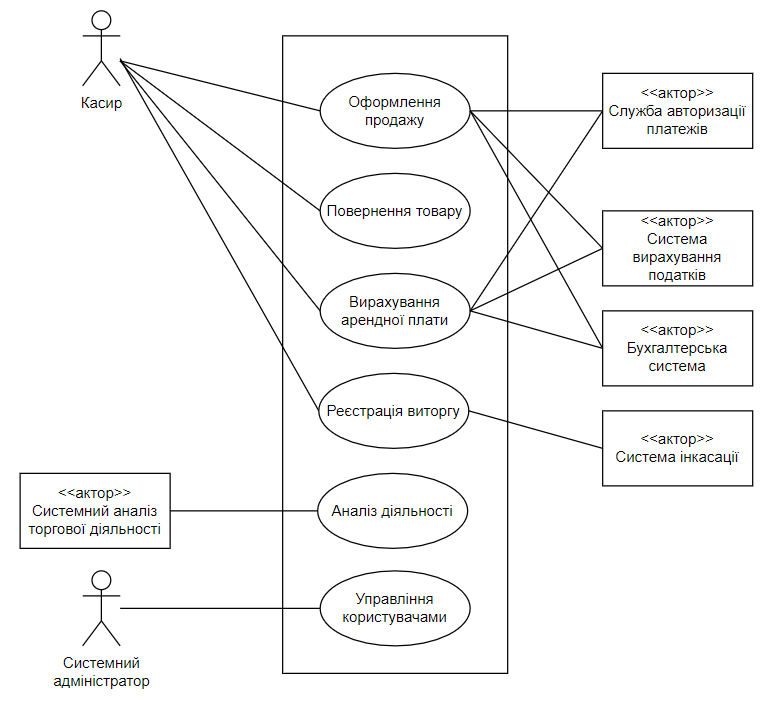 Касир
Оформлення
продажу
<<актор>>
Служба авторизації
платежів
Повернення товару
<<актор>>
Система
вирахування
податків
Вирахування
арендної плати
<<актор>>
Бухгалтерська
система
Реєстрація виторгу
<<актор>>
Система інкасації
<<актор>>
Системний аналіз
торгової діяльності
Аналіз діяльності
Управління
користувачами
Системний
адміністратор